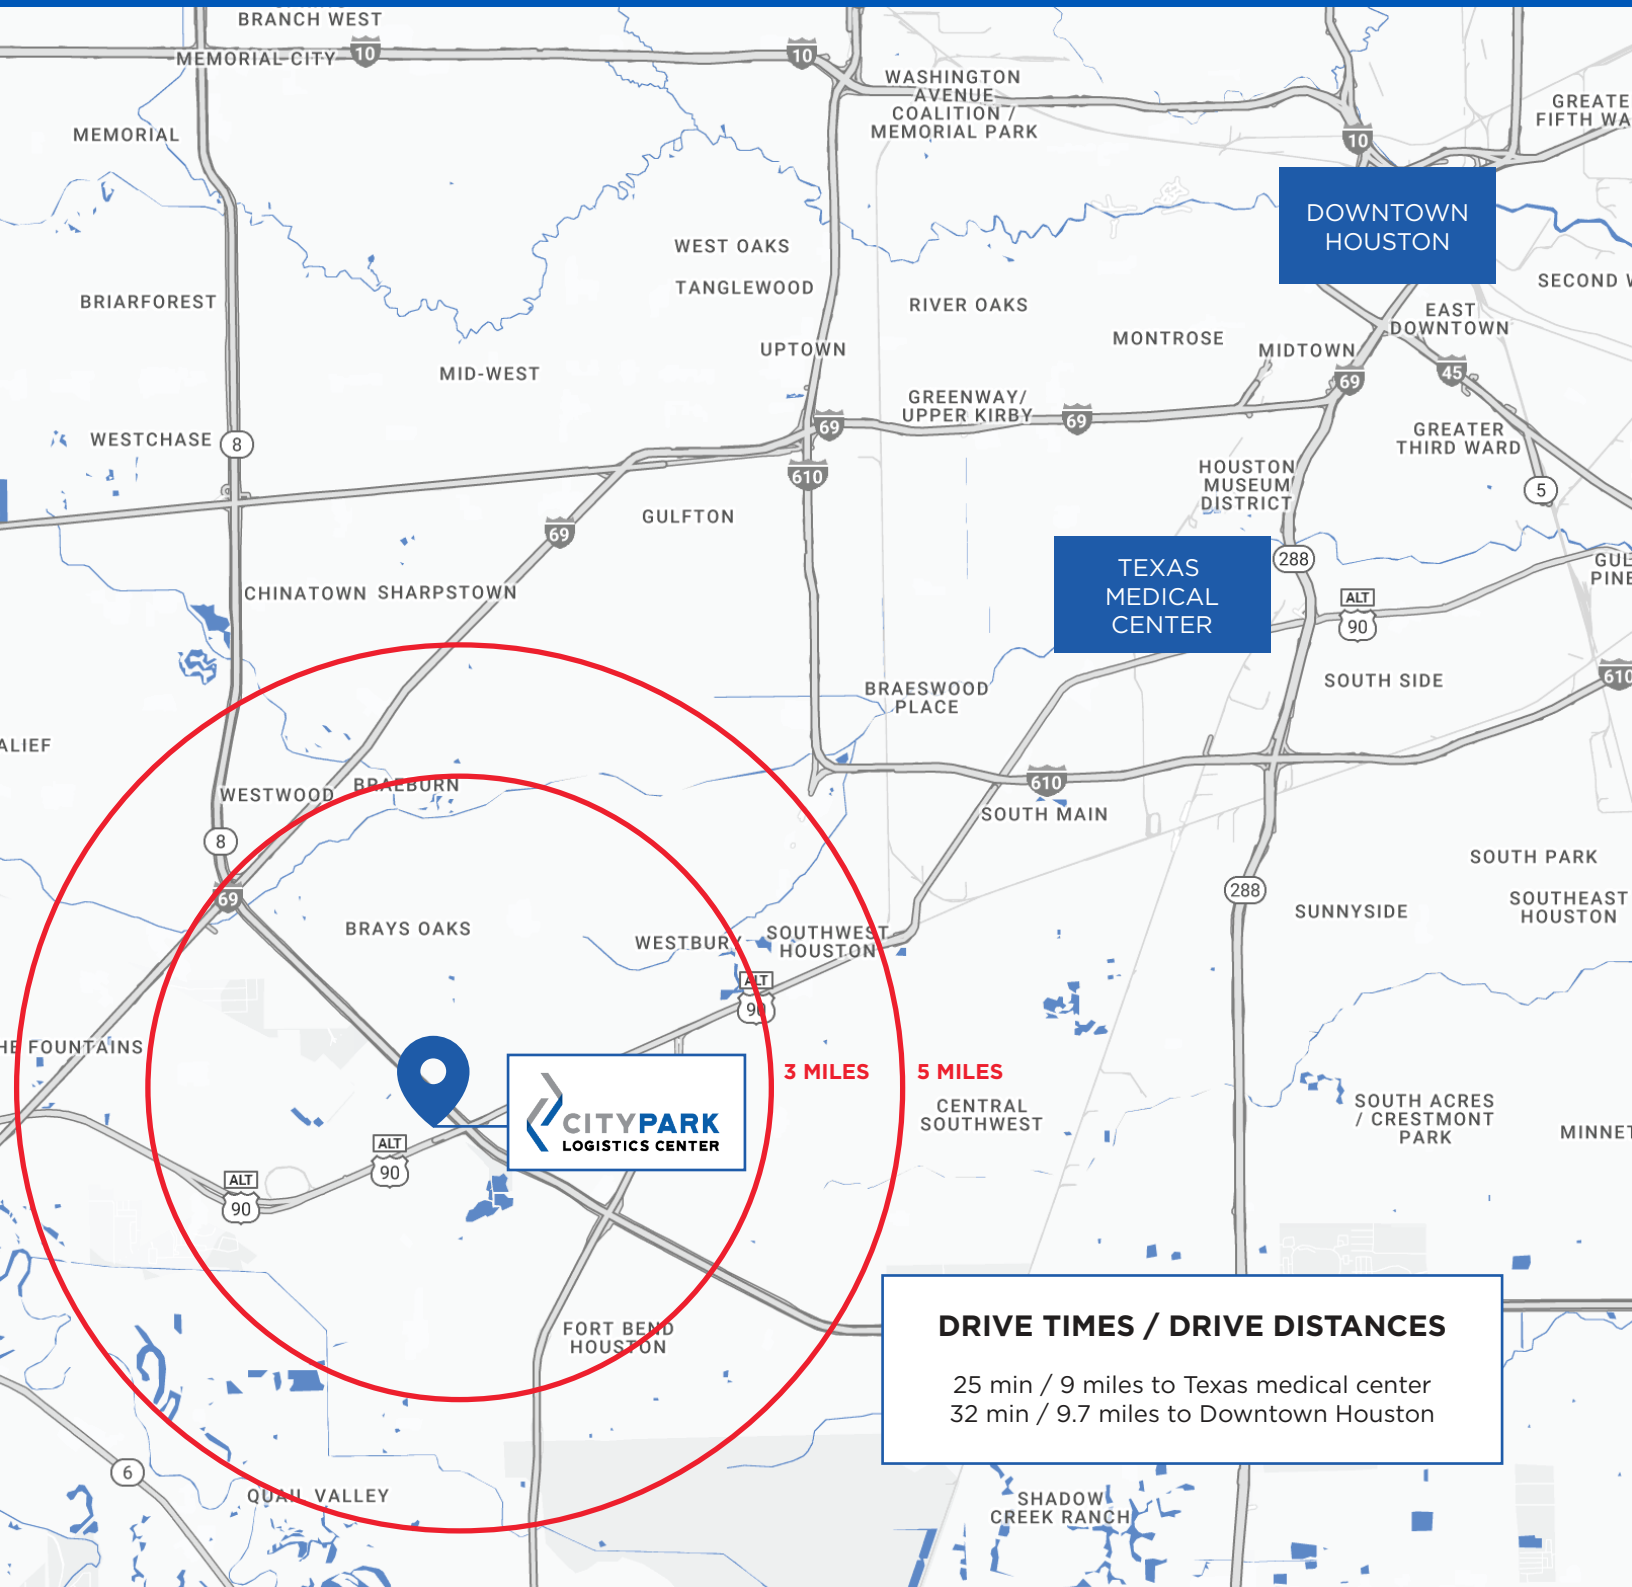 BRANCH WEST
MEMORIAL CITY
10
10
WASHINGTON
AVENUE
COALITION /
MEMORIAL PARK
GREATE
FIFTH WA
MEMORIAL
10
DOWNTOWN
HOUSTON
WEST OAKS
TANGLEWOOD
SECOND W
BRIARFOREST
RIVER OAKS
EAST
DOWNTOWN
MONTROSE
UPTOWN
MIDTOWN
MID-WEST
69
45
GREENWAY/
UPPER KIRBY
69
69
WESTCHASE
8
GREATER
THIRD WARD
610
HOUSTON
MUSEUM
DISTRICT
5
GULFTON
69
TEXAS
MEDICAL
CENTER
288
GUL
PINE
CHINATOWN
SHARPSTOWN
ALT
90
SOUTH SIDE
610
BRAESWOOD
PLACE
ALIEF
WESTWOOD
BRAEBURN
610
SOUTH MAIN
8
SOUTH PARK
69
288
SOUTHEAST
HOUSTON
SUNNYSIDE
BRAYS OAKS
WESTBURY
SOUTHWEST
HOUSTON
ALT
90
HE FOUNTAINS
3 MILES
5 MILES
CITYPARK
LOGISTICS CENTER
CENTRAL
SOUTHWEST
SOUTH ACRES
/ CRESTMONT
PARK
MINNET
ALT
90
ALT
90
FORT BEND
HOUSTON
DRIVE TIMES / DRIVE DISTANCES
25 min / 9 miles to Texas medical center
32 min / 9.7 miles to Downtown Houston
6
QUAIL VALLEY
SHADOW
CREEK RANCH